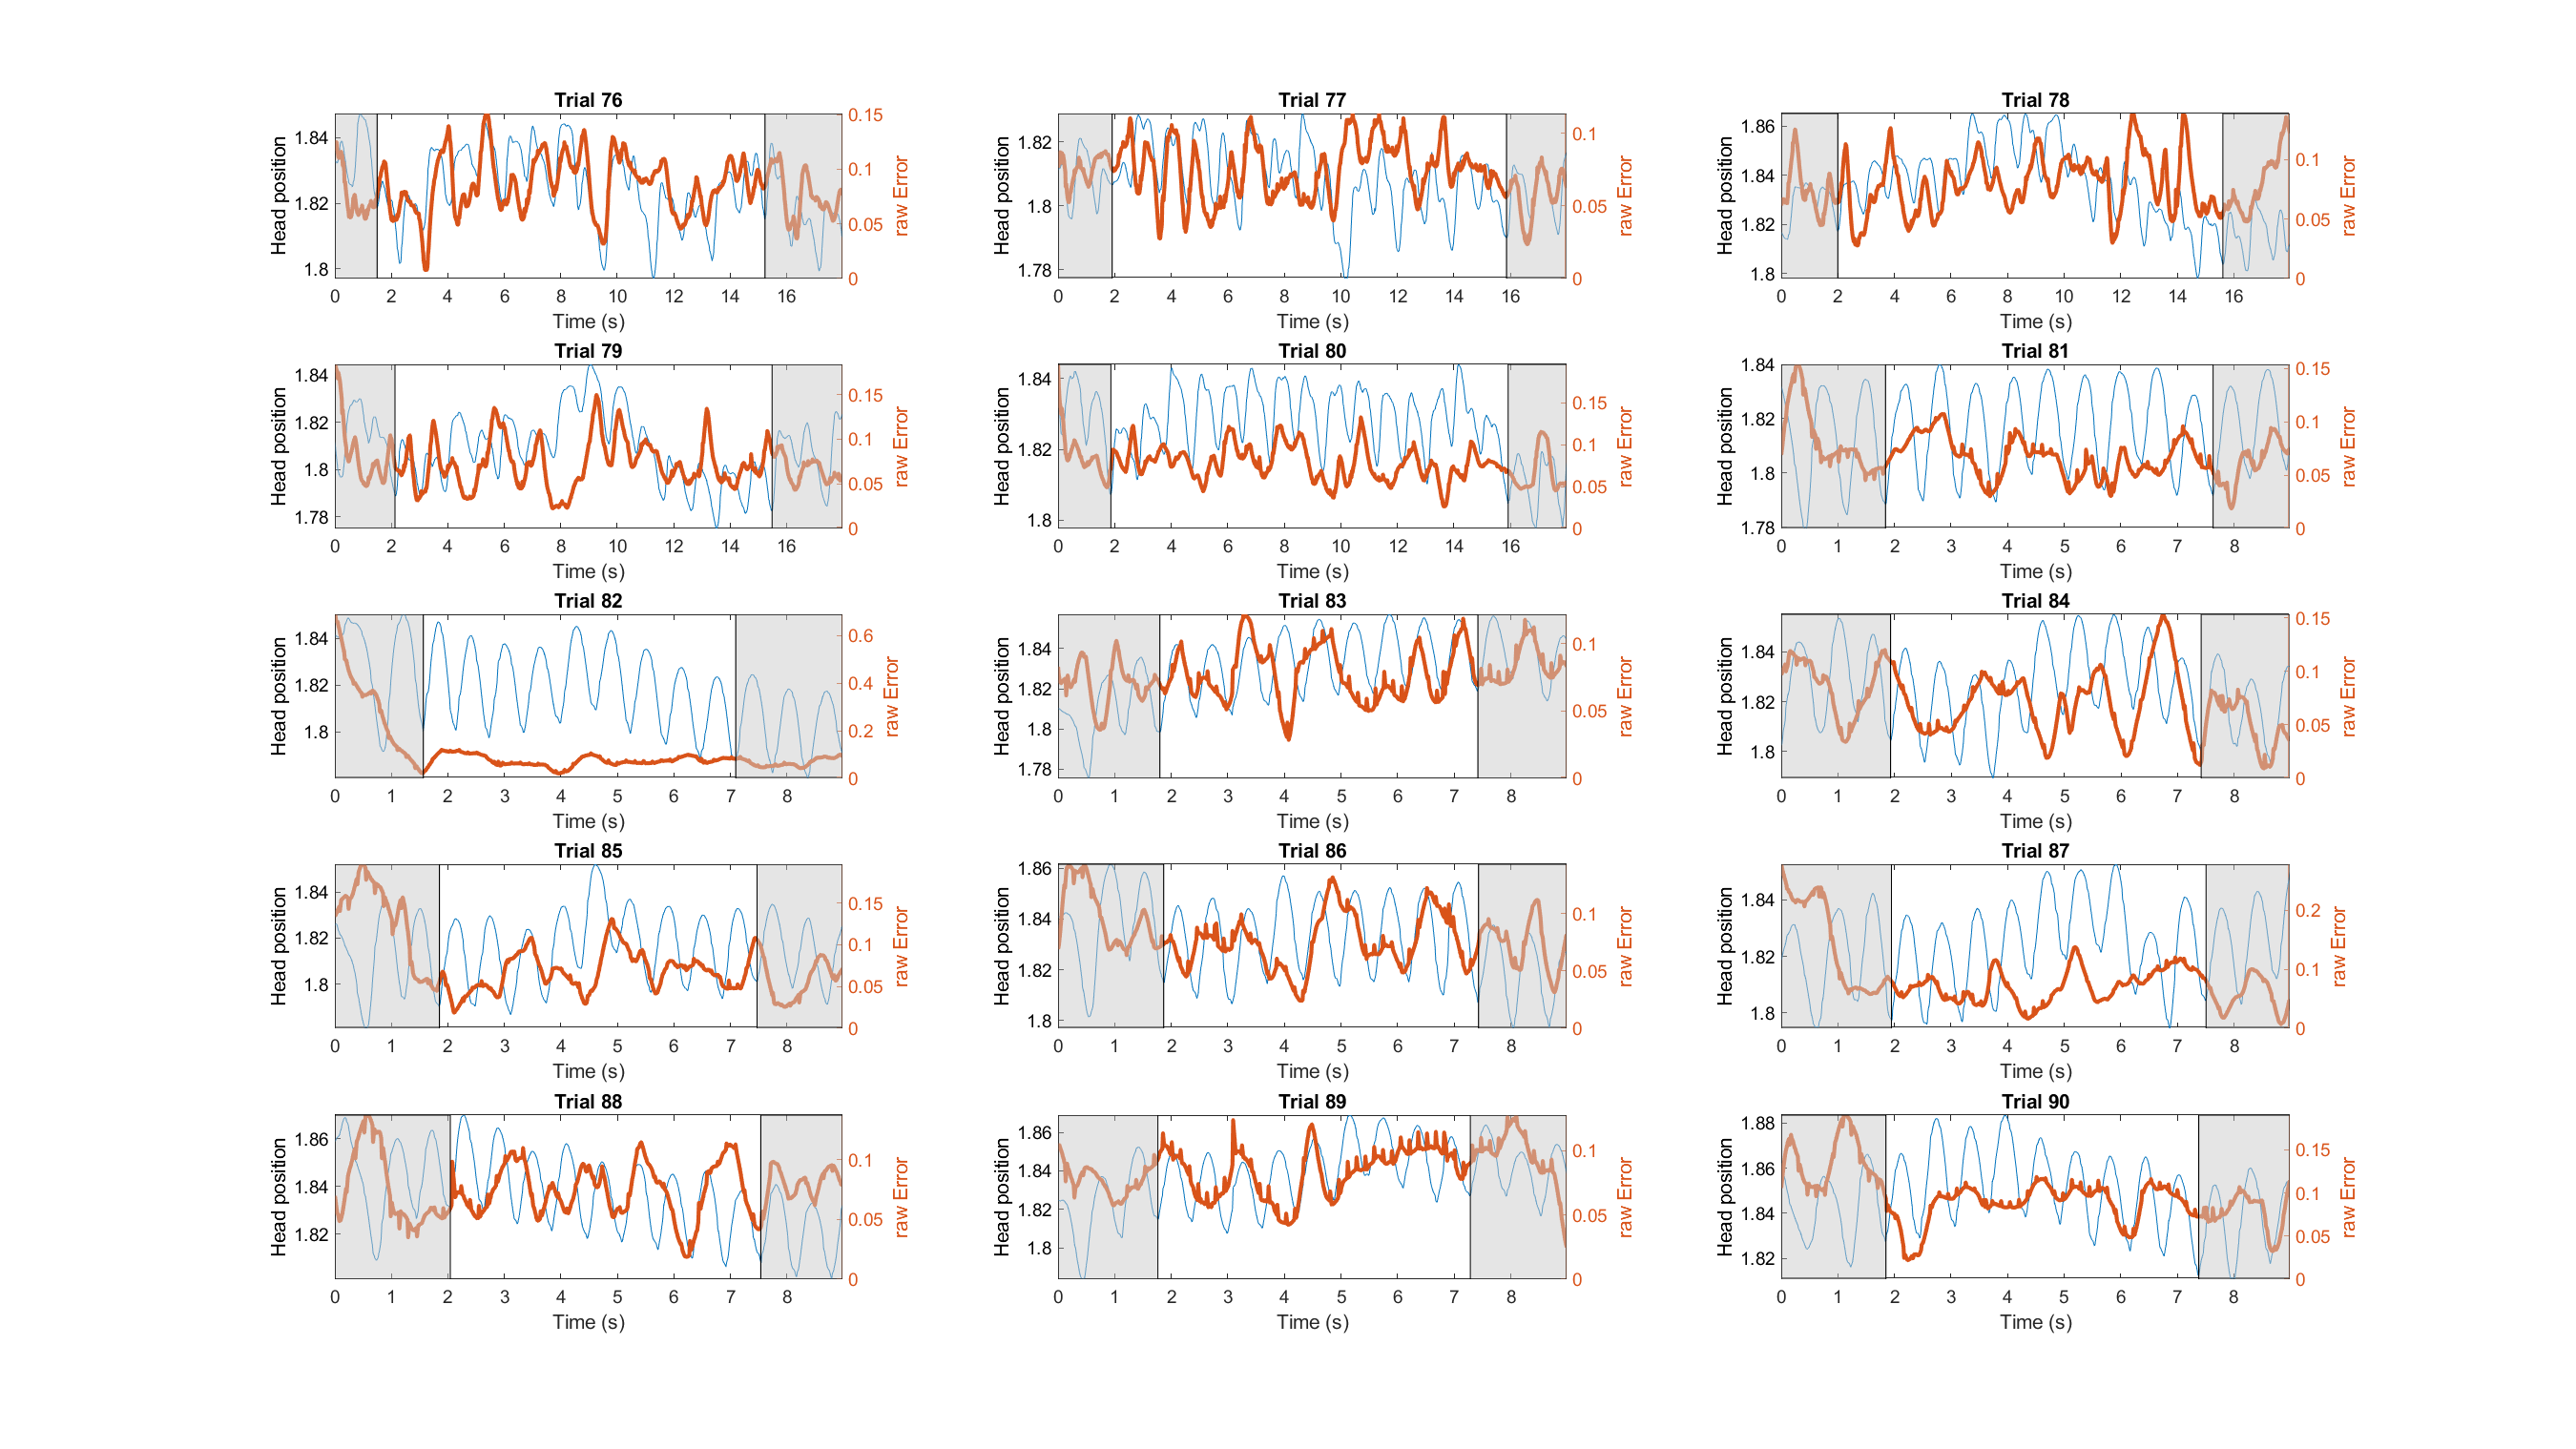 Trial 76
Head position
1.84
1.82
1.8
0.15
0.1
0.05
0
raw Error
0 2 4 6 8 10 12 14 16
Time (s)
Trial 77
Head position
1.82
1.8
1.78
0.1
0.05
0
raw Error
0 2 4 6 8 10 12 14 16
Time (s)
Trial 78
Head position
1.86
1.84
1.82
1.8
0.1
0.05
0
raw Error
0 2 4 6 8 10 12 14 16
Time (s)
Trial 79
Head position
1.84
1.82
1.8
1.78
0.15
0.1
0.05
0
raw Error
0 2 4 6 8 10 12 14 16
Time (s)
Trial 80
Head position
1.84
1.82
1.8
0.15
0.1
0.05
0
raw Error
0 2 4 6 8 10 12 14 16
Time (s)
Trial 81
Head position
1.84
1.82
1.8
1.78
0.15
0.1
0.05
0
raw Error
0 1 2 3 4 5 6 7 8
Time (s)
Trial 82
Head position
1.84
1.82
1.8
0.6
0.4
0.2
0
raw Error
0 1 2 3 4 5 6 7 8
Time (s)
Trial 83
Head position
1.84
1.82
1.8
1.78
0.1
0.05
0
raw Error
0 1 2 3 4 5 6 7 8
Time (s)
Trial 84
Head position
1.84
1.82
1.8
0.15
0.1
0.05
0
raw Error
0 1 2 3 4 5 6 7 8
Time (s)
Trial 85
Head position
1.84
1.82
1.8
0.15
0.1
0.05
0
raw Error
0 1 2 3 4 5 6 7 8
Time (s)
Trial 86
Head position
1.86
1.84
1.82
1.8
0.1
0.05
0
raw Error
0 1 2 3 4 5 6 7 8
Time (s)
Trial 87
Head position
1.84
1.82
1.8
0.2
0.1
0
raw Error
0 1 2 3 4 5 6 7 8
Time (s)
Trial 88
Head position
1.86
1.84
1.82
0.1
0.05
0
raw Error
0 1 2 3 4 5 6 7 8
Time (s)
Trial 89
Head position
1.86
1.84
1.82
1.8
0.1
0.05
0
raw Error
0 1 2 3 4 5 6 7 8
Time (s)
Trial 90
Head position
1.88
1.86
1.84
1.82
0.15
0.1
0.05
0
raw Error
0 1 2 3 4 5 6 7 8
Time (s)